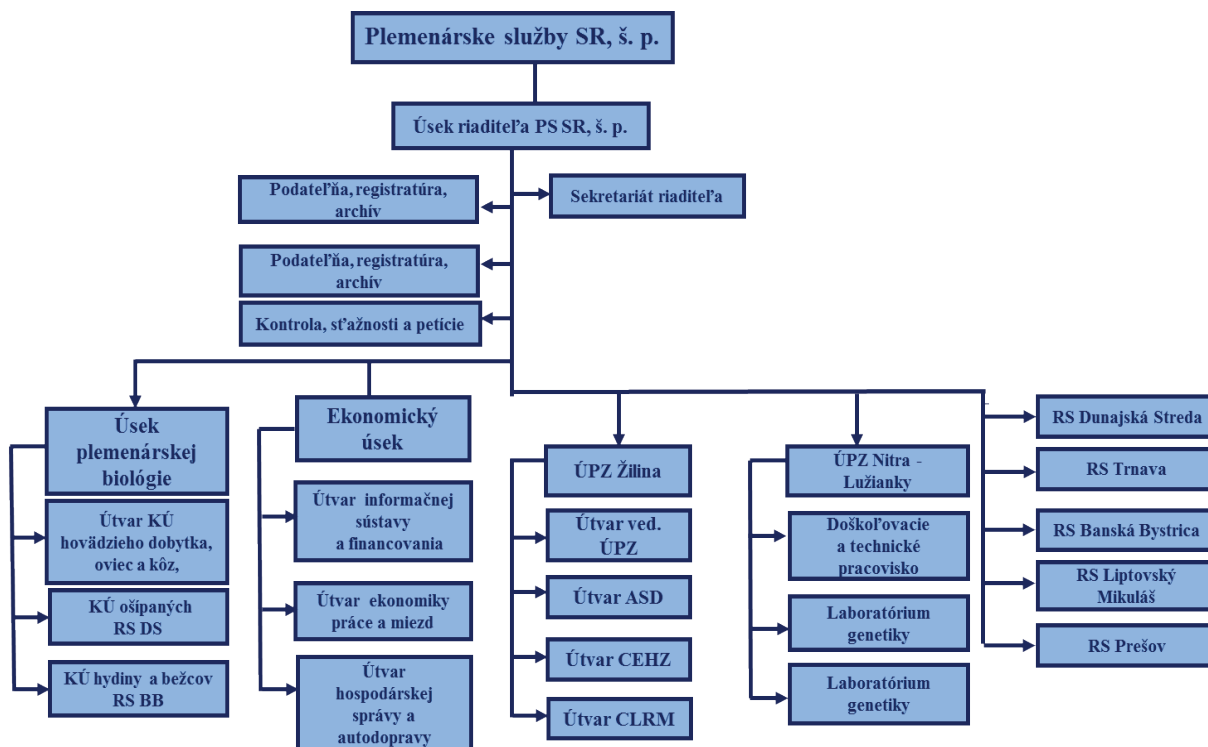 Plemenárske služby SR, š. p.
Úsek riaditeľa PS SR, š. p.
Podateľňa, registratúra,
archív
Sekretariát riaditeľa
Podateľňa, registratúra,
archív
Kontrola, sťažnosti a petície
Úsek
plemenárskej
biológie
Útvar KÚ
hovädzieho dobytka,
oviec a kôz,
KÚ ošípaných
RS DS
KÚ hydiny a bežcov
RS BB
Ekonomický
úsek
Útvar informačnej
sústavy
a financovania
Útvar ekonomiky
práce a miezd
Útvar
hospodárskej
správy a
autodopravy
ÚPZ Žilina
Útvar ved.
ÚPZ
Útvar ASD
Útvar CEHZ
Útvar CLRM
ÚPZ Nitra -
Lužianky
Doškoľovacie
a technické
pracovisko
Laboratórium
genetiky
Laboratórium
genetiky
RS Dunajská Streda
RS Trnava
RS Banská Bystrica
RS Liptovský
Mikuláš
RS Prešov